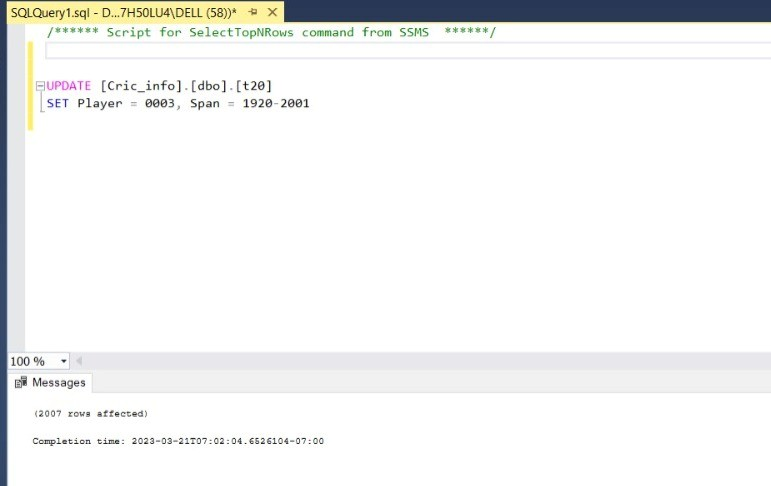 SQLQuery1.sql - D...7H50LU4\DELL (58))*
/****** Script for SelectTopNRows command from SSMS  ******/
UPDATE [Cric_info].[dbo].[t20]
SET Player = 0003, Span = 1920-2001
100 %
Messages
(2007 rows affected)
Completion time: 2023-03-21T07:02:04.6526104-07:00